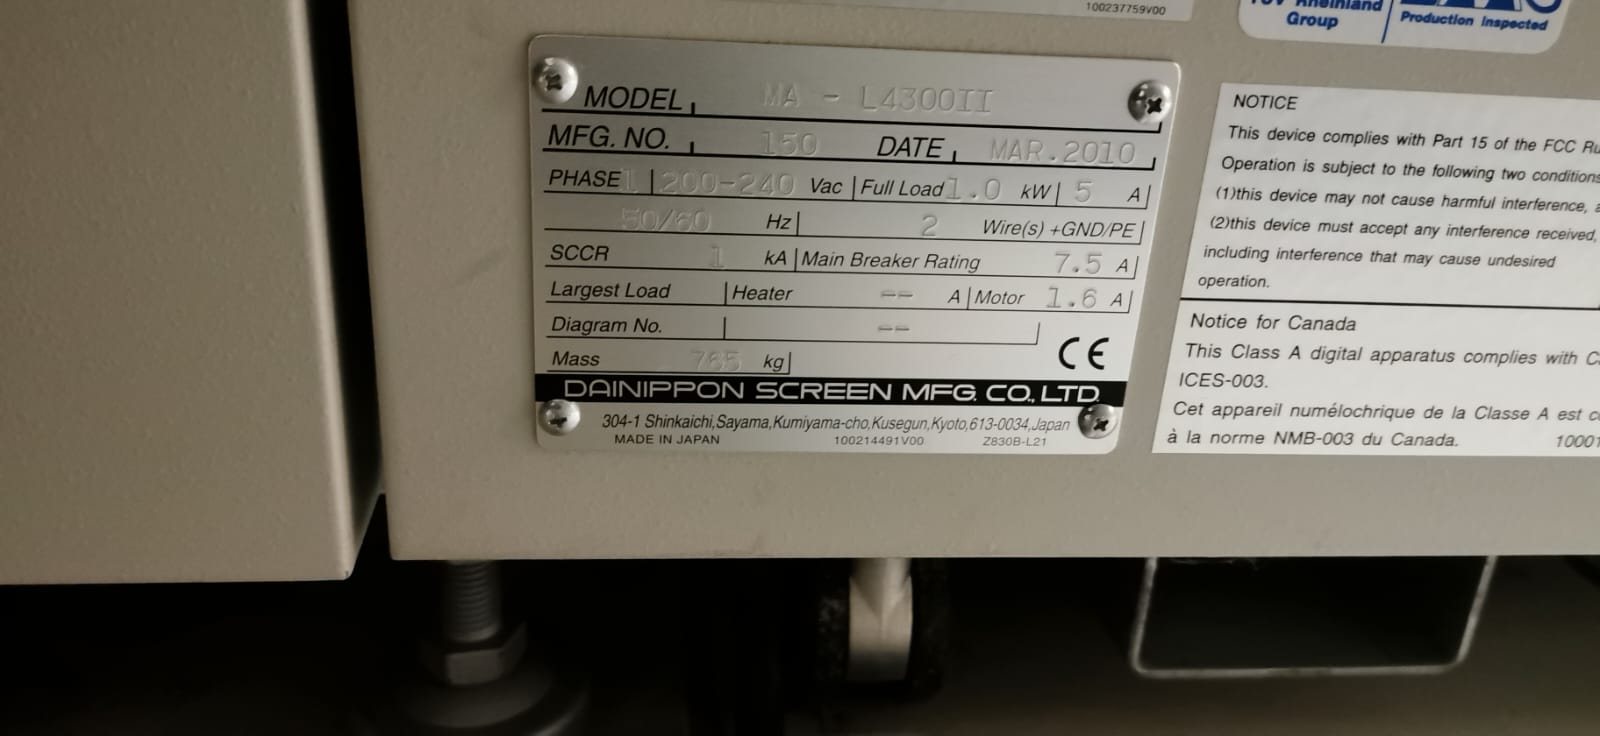 100237759V00
Group
Production Inspected
MODEL MA - L4300II
MFG. NO. 150 DATE MAR.2010
PHASE 1 200-240 Vac Full Load 1.0 kW 5 A
50/60 Hz 2 Wire(s) +GND/PE
SCCR 1 kA Main Breaker Rating 7.5 A
Largest Load Heater -- A Motor 1.6 A
Diagram No. --
Mass 765 kg
CE
DAINIPPON SCREEN MFG. CO., LTD.
304-1 Shinkaichi,Sayama,Kumiyama-cho,Kusegun,Kyoto,613-0034,Japan
MADE IN JAPAN 100214491V00 Z830B-L21
NOTICE
This device complies with Part 15 of the FCC
Operation is subject to the following two conditions
(1)this device may not cause harmful interference,
(2)this device must accept any interference received,
including interference that may cause undesired
operation.
Notice for Canada
This Class A digital apparatus complies with
ICES-003.
Cet appareil numélochrique de la Classe A est
à la norme NMB-003 du Canada. 10001